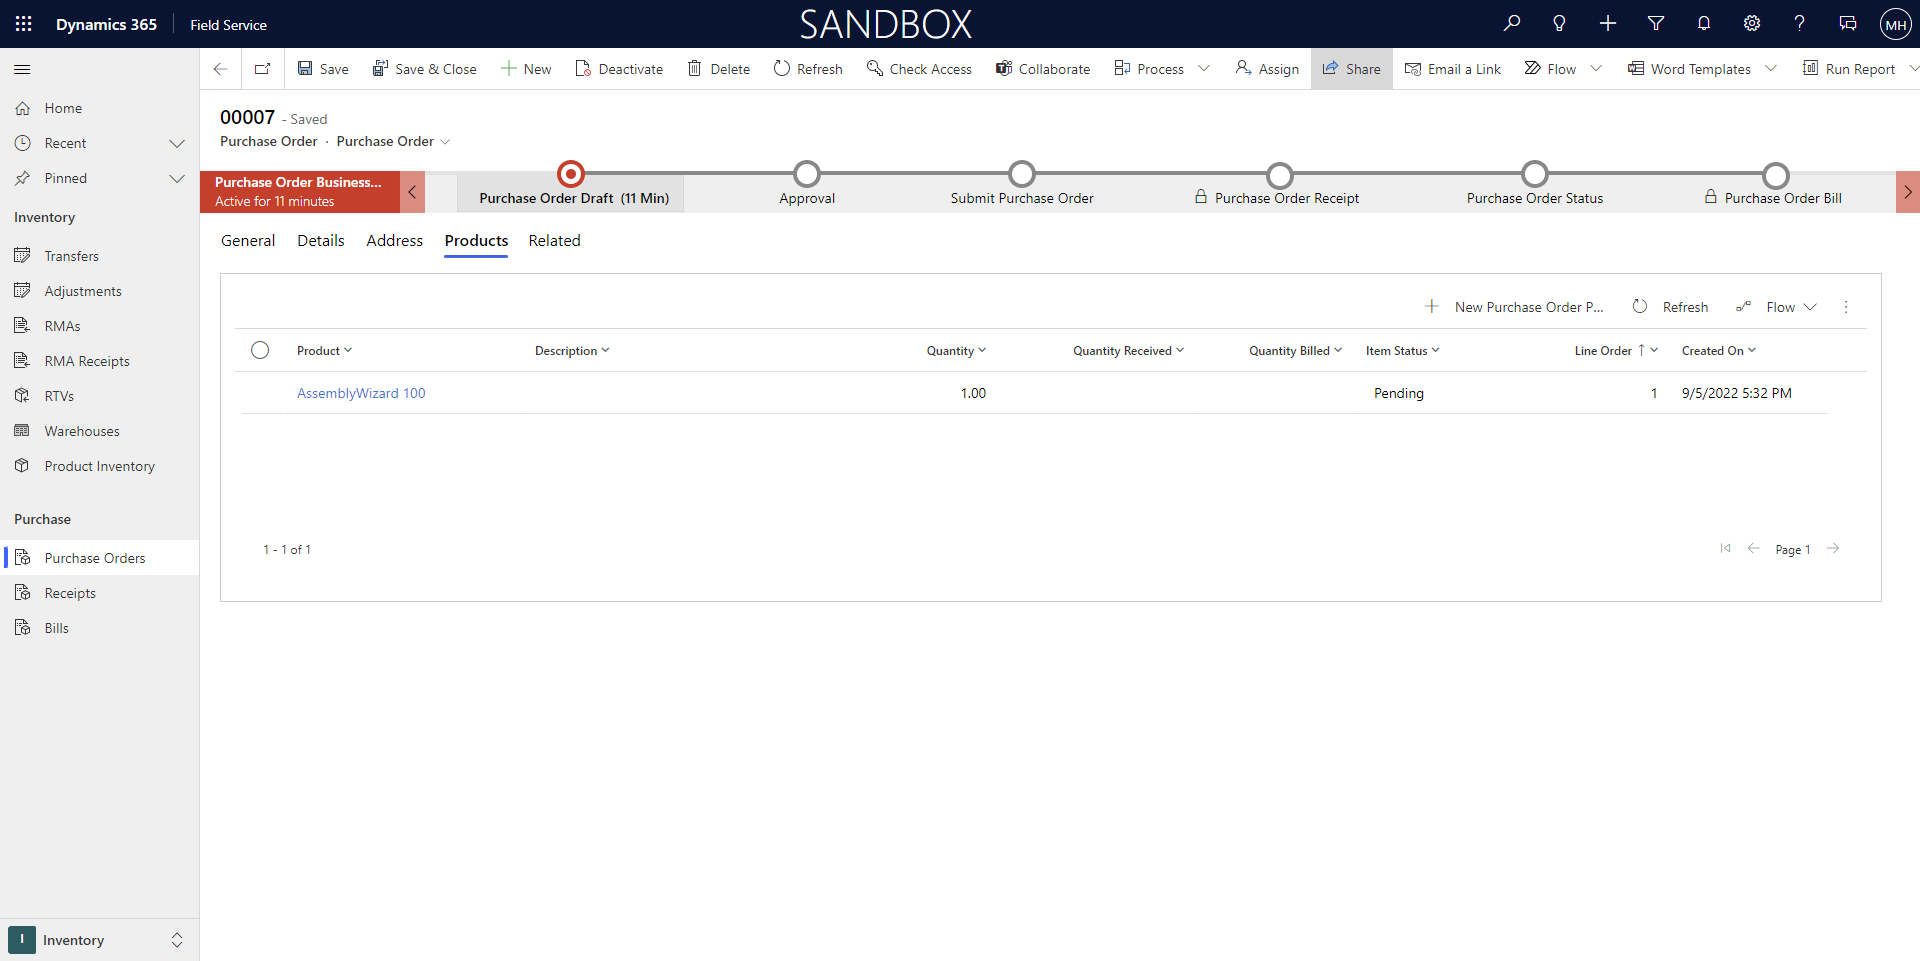 Dynamics 365 Field Service SANDBOX MH
Save Save & Close New Deactivate Delete Refresh Check Access Collaborate Process Assign Share Email a Link Flow Word Templates Run Report
Home
Recent
Pinned
Inventory
Transfers
Adjustments
RMAs
RMA Receipts
RTVs
Warehouses
Product Inventory
Purchase
Purchase Orders
Receipts
Bills
I Inventory
00007 - Saved
Purchase Order · Purchase Order
Purchase Order Business...
Active for 11 minutes
Purchase Order Draft (11 Min) Approval Submit Purchase Order Purchase Order Receipt Purchase Order Status Purchase Order Bill
General Details Address Products Related
New Purchase Order P... Refresh Flow
Product Description Quantity Quantity Received Quantity Billed Item Status Line Order Created On
AssemblyWizard 100 1.00 Pending 1 9/5/2022 5:32 PM
1 - 1 of 1 Page 1